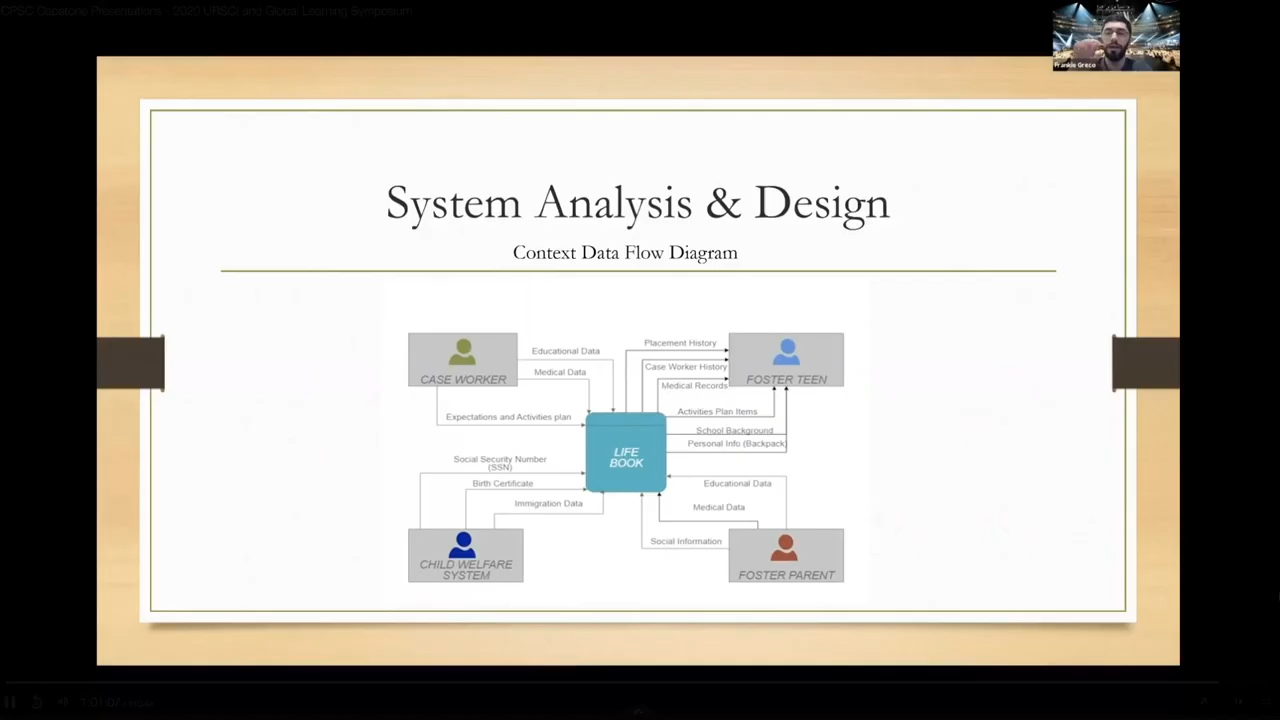 CPSC Capstone Presentations - 2020 URSCI and Global Learning Symposium
Frankie Greco
System Analysis & Design
Context Data Flow Diagram
CASE WORKER
Educational Data
Medical Data
Expectations and Activities plan
Placement History
Case Worker History
Medical Records
FOSTER TEEN
Activities Plan Items
School Background
Personal Info (Backpack)
LIFE
BOOK
Social Security Number
(SSN)
Birth Certificate
Immigration Data
CHILD WELFARE
SYSTEM
Educational Data
Medical Data
Social Information
FOSTER PARENT
1:01:07